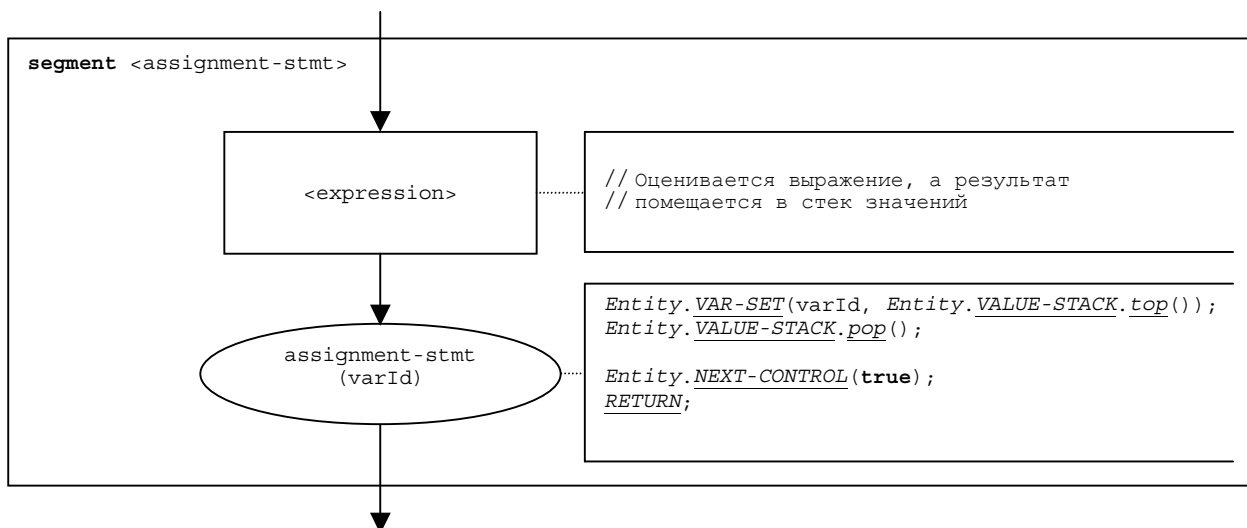 segment <assignment-stmt>
<expression>
// Оценивается выражение, а результат
// помещается в стек значений
assignment-stmt
(varId)
Entity.VAR-SET(varId, Entity.VALUE-STACK.top());
Entity.VALUE-STACK.pop();
Entity.NEXT-CONTROL(true);
RETURN;